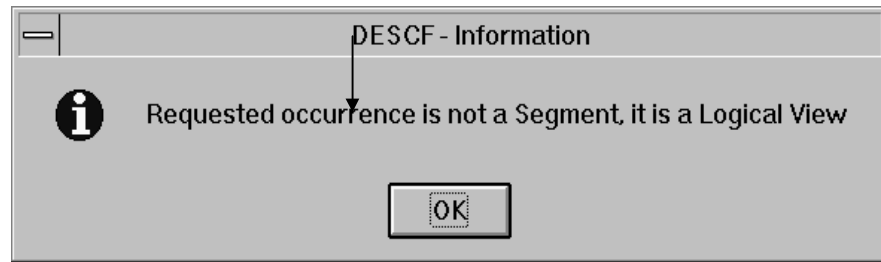 DESCF - Information
Requested occurrence is not a Segment, it is a Logical View
OK